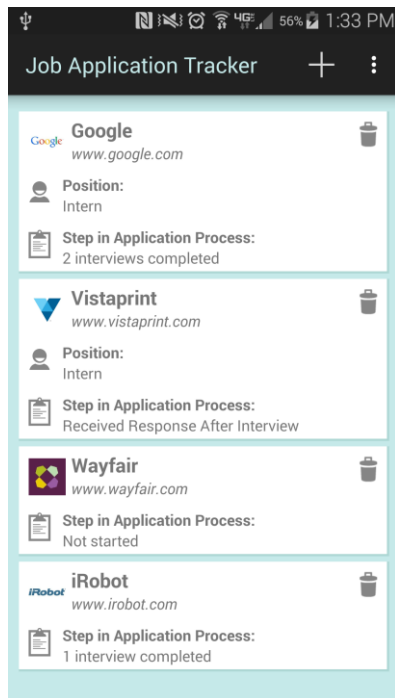 4G 56% 1:33 PM
Job Application Tracker
Google Google
www.google.com
Position:
Intern
Step in Application Process:
2 interviews completed
Vistaprint
www.vistaprint.com
Position:
Intern
Step in Application Process:
Received Response After Interview
Wayfair
www.wayfair.com
Step in Application Process:
Not started
iRobot iRobot
www.irobot.com
Step in Application Process:
1 interview completed